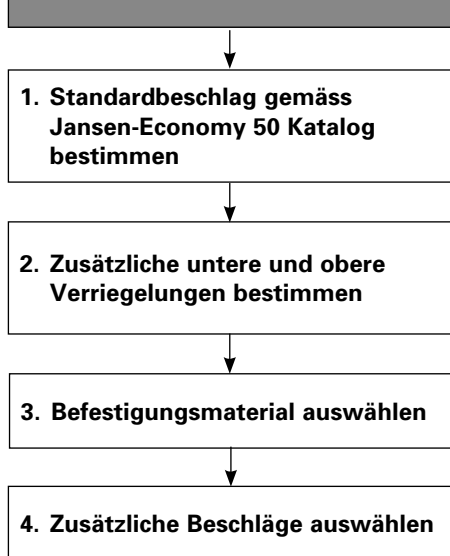 1. Standardbeschlag gemäss
Jansen-Economy 50 Katalog
bestimmen
2. Zusätzliche untere und obere
Verriegelungen bestimmen
3. Befestigungsmaterial auswählen
4. Zusätzliche Beschläge auswählen